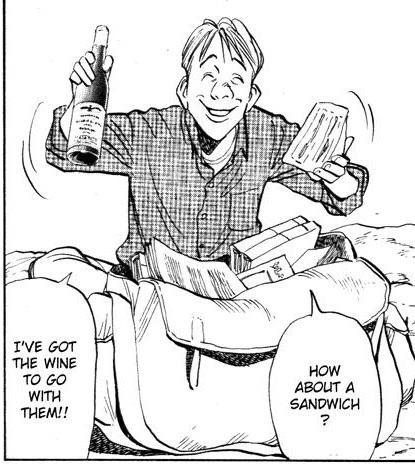 HOW
ABOUT A
SANDWICH
?
I'VE GOT
THE WINE
TO GO
WITH
THEM!!